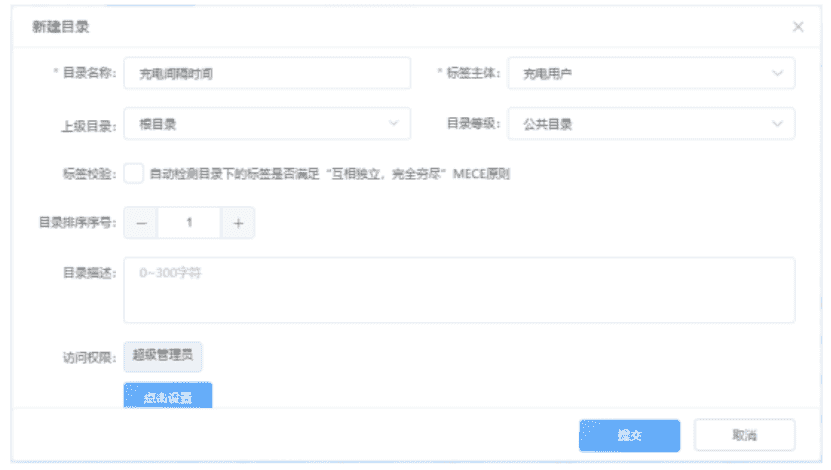 新建目录
* 目录名称: 充电间隔时间 * 标签主体: 充电用户
上级目录: 根目录 目录等级: 公共目录
标签校验: 自动检测目录下的标签是否满足“互相独立，完全穷尽”MECE原则
目录排序序号: − 1 +
目录描述: 0~300字符
访问权限: 超级管理员
点击设置
提交 取消